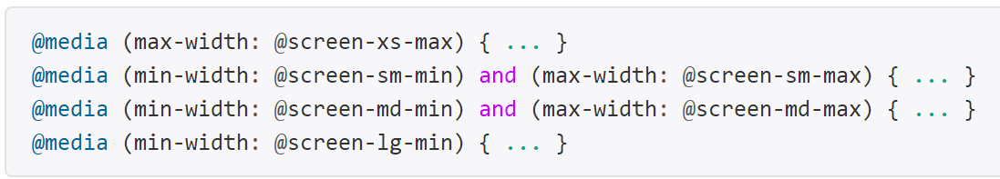 @media (max-width: @screen-xs-max) { ... }
@media (min-width: @screen-sm-min) and (max-width: @screen-sm-max) { ... }
@media (min-width: @screen-md-min) and (max-width: @screen-md-max) { ... }
@media (min-width: @screen-lg-min) { ... }